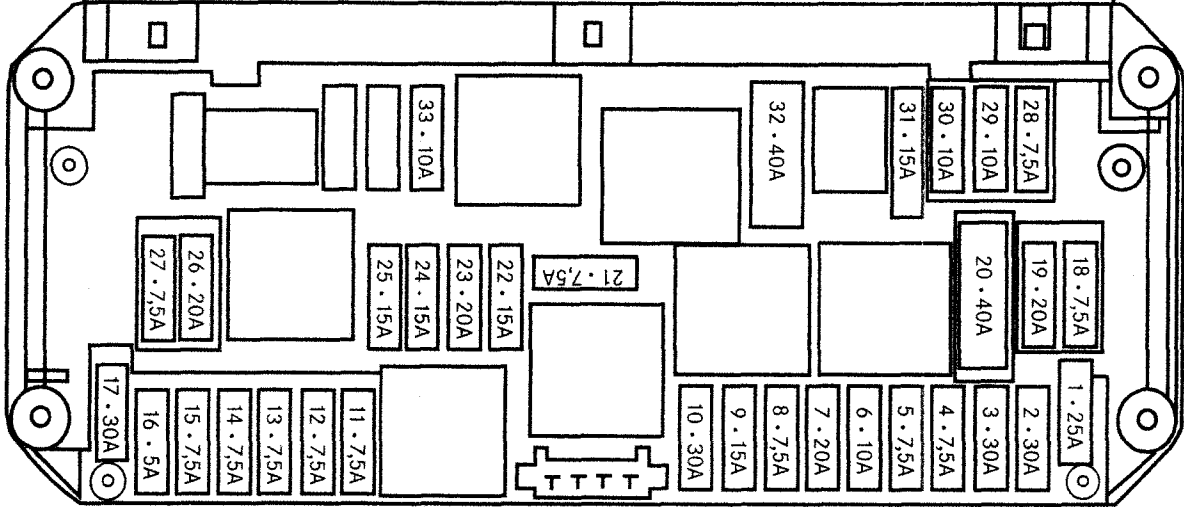 33 · 10A
32 · 40A
31 · 15A
30 · 10A
29 · 10A
28 · 7,5A
27 · 7,5A
26 · 20A
25 · 15A
24 · 15A
23 · 20A
22 · 15A
21 · 7,5A
20 · 40A
19 · 20A
18 · 7,5A
17 · 30A
16 · 5A
15 · 7,5A
14 · 7,5A
13 · 7,5A
12 · 7,5A
11 · 7,5A
10 · 30A
9 · 15A
8 · 7,5A
7 · 20A
6 · 10A
5 · 7,5A
4 · 7,5A
3 · 30A
2 · 30A
1 · 25A